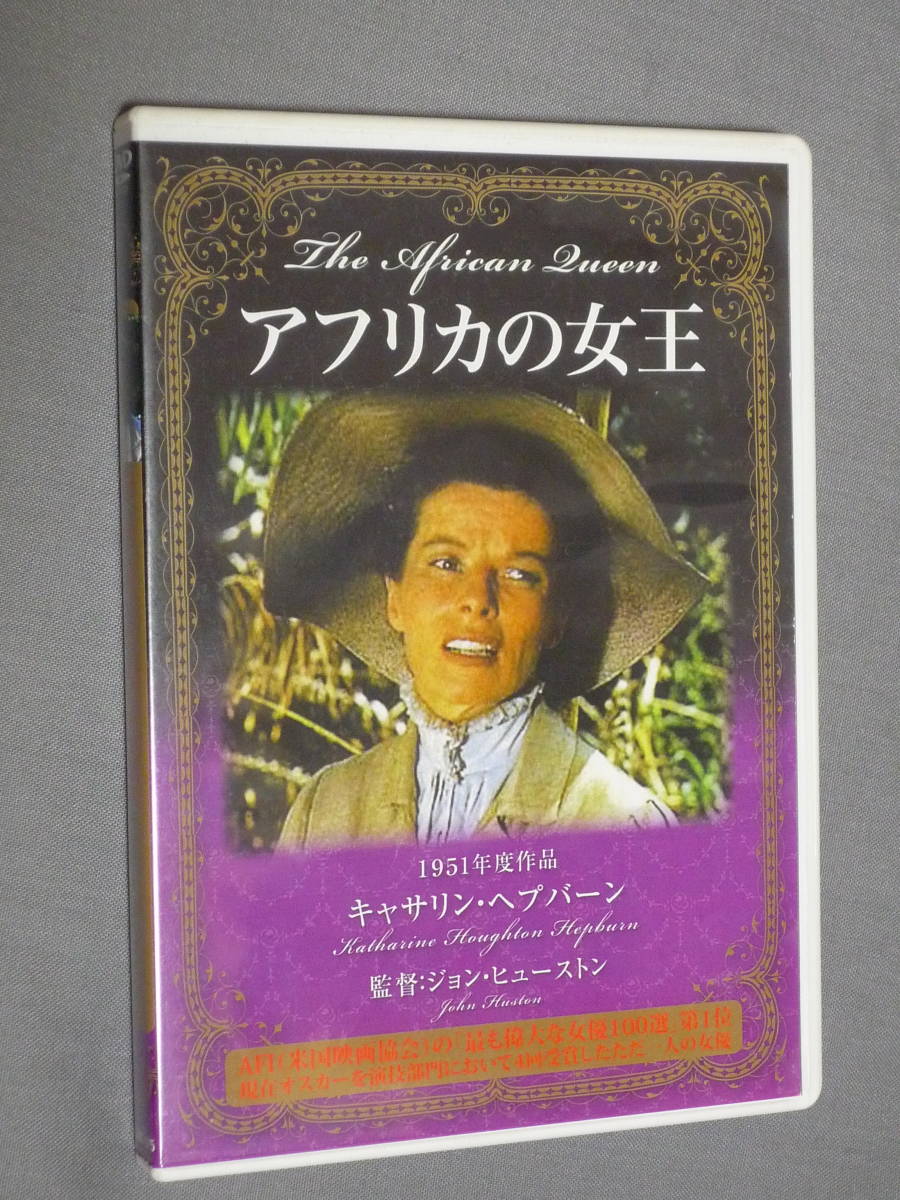 The African Queen
アフリカの女王
1951年度作品
キャサリン・ヘプバーン
Katharine Houghton Hepburn
監督:ジョン・ヒューストン
John Huston
AFI(米国映画協会)の「最も偉大な女優100選」第1位
現在オスカーを演技部門において4回受賞したただ一人の女優